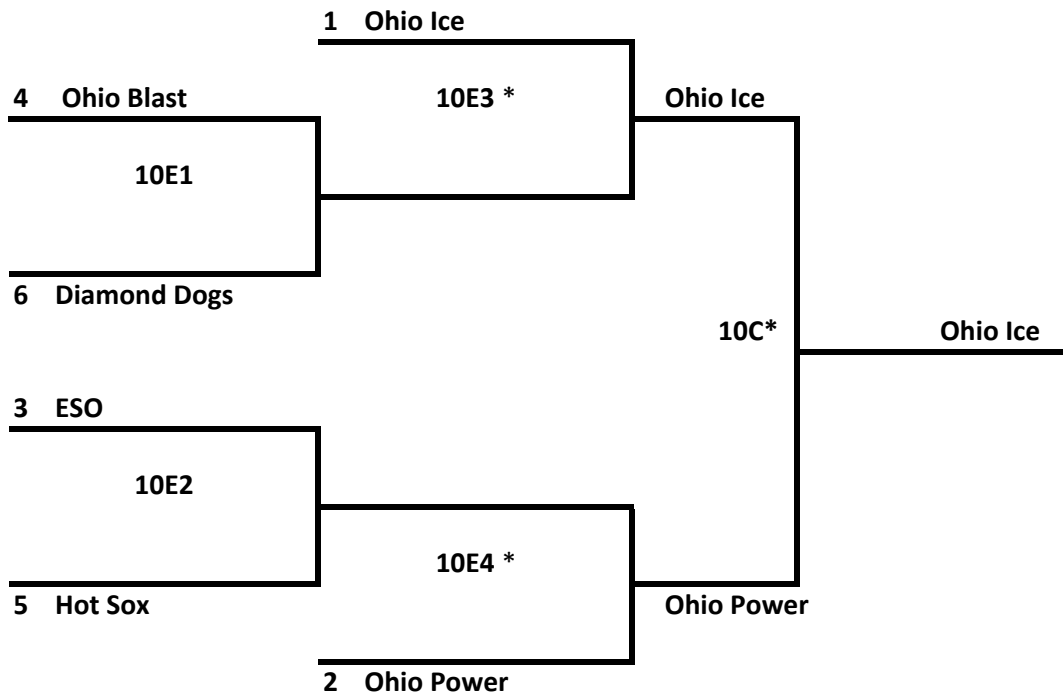 1 Ohio Ice
4 Ohio Blast
10E3 *
Ohio Ice
10E1
6 Diamond Dogs
10C*
Ohio Ice
3 ESO
10E2
10E4 *
5 Hot Sox
Ohio Power
2 Ohio Power